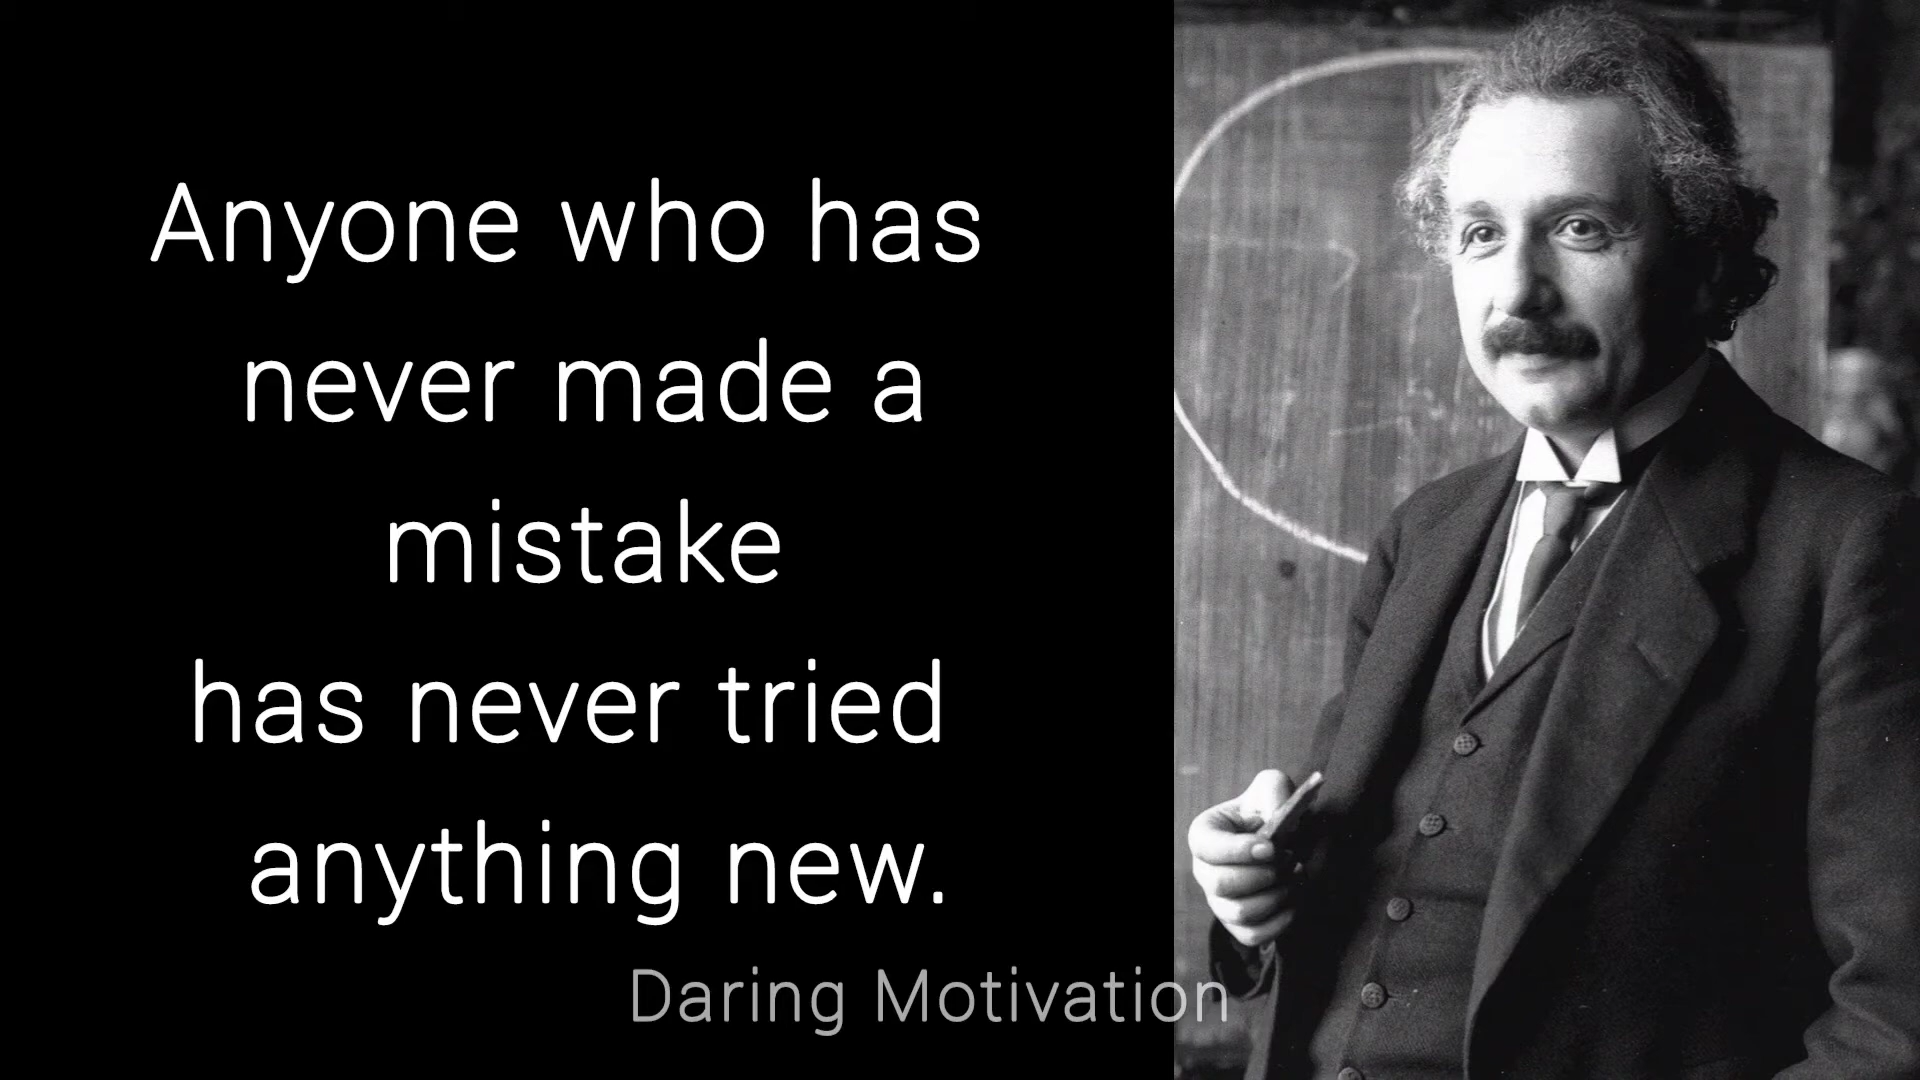 Anyone who has
never made a
mistake
has never tried
anything new.
Daring Motivation